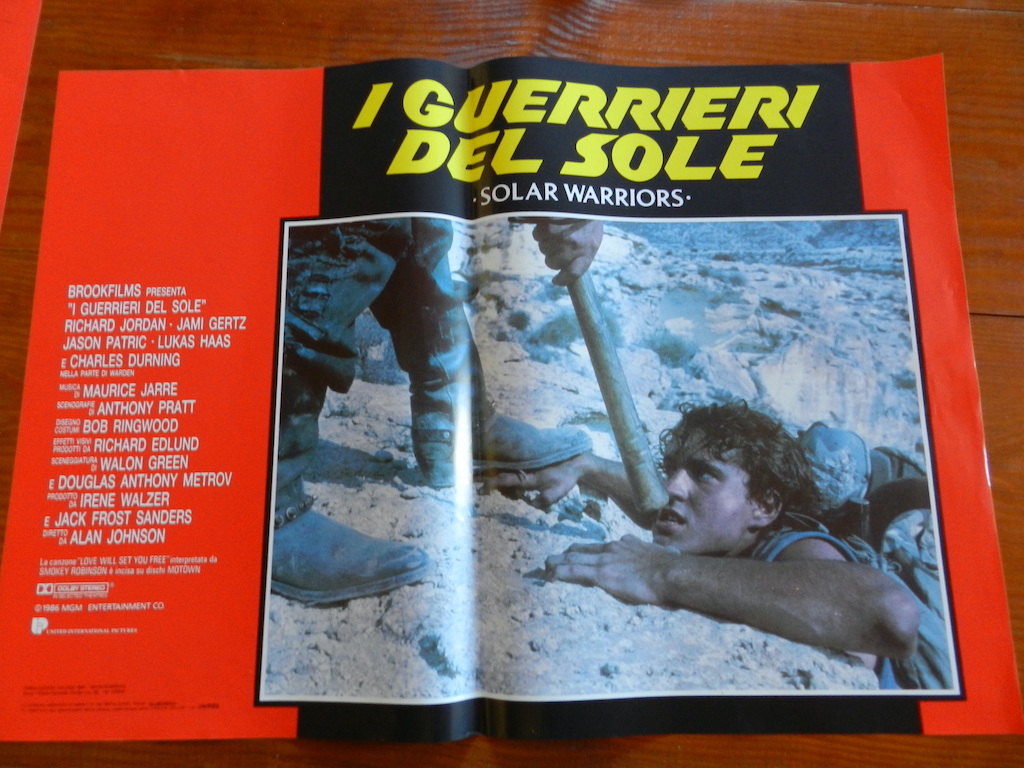 I GUERRIERI
DEL SOLE
·SOLAR WARRIORS·
BROOKFILMS PRESENTA
"I GUERRIERI DEL SOLE"
RICHARD JORDAN · JAMI GERTZ
JASON PATRIC · LUKAS HAAS
E CHARLES DURNING
NELLA PARTE DI WARDEN
MUSICA DI MAURICE JARRE
SCENOGRAFIE DI ANTHONY PRATT
DISEGNO COSTUMI BOB RINGWOOD
EFFETTI VISIVI PRODOTTI DA RICHARD EDLUND
SCENEGGIATURA DI WALON GREEN
E DOUGLAS ANTHONY METROV
PRODOTTO DA IRENE WALZER
E JACK FROST SANDERS
DIRETTO DA ALAN JOHNSON
La canzone "LOVE WILL SET YOU FREE" interpretata da
SMOKEY ROBINSON è incisa su dischi MOTOWN
DOLBY STEREO®
IN SELECTED THEATRES
©1986 MGM ENTERTAINMENT CO.
UNITED INTERNATIONAL PICTURES